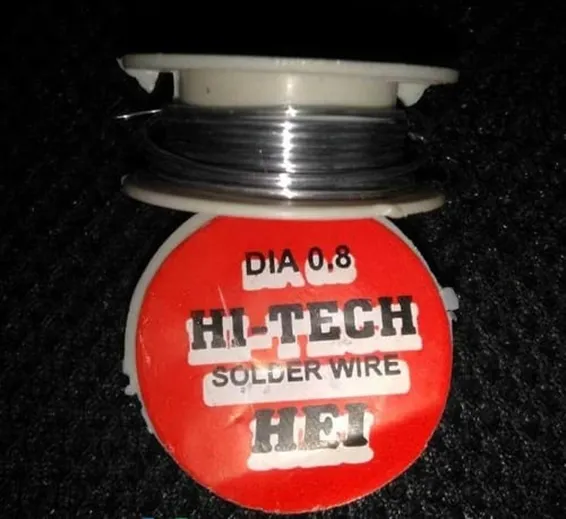 DIA 0.8
HI-TECH
SOLDER WIRE
HEI